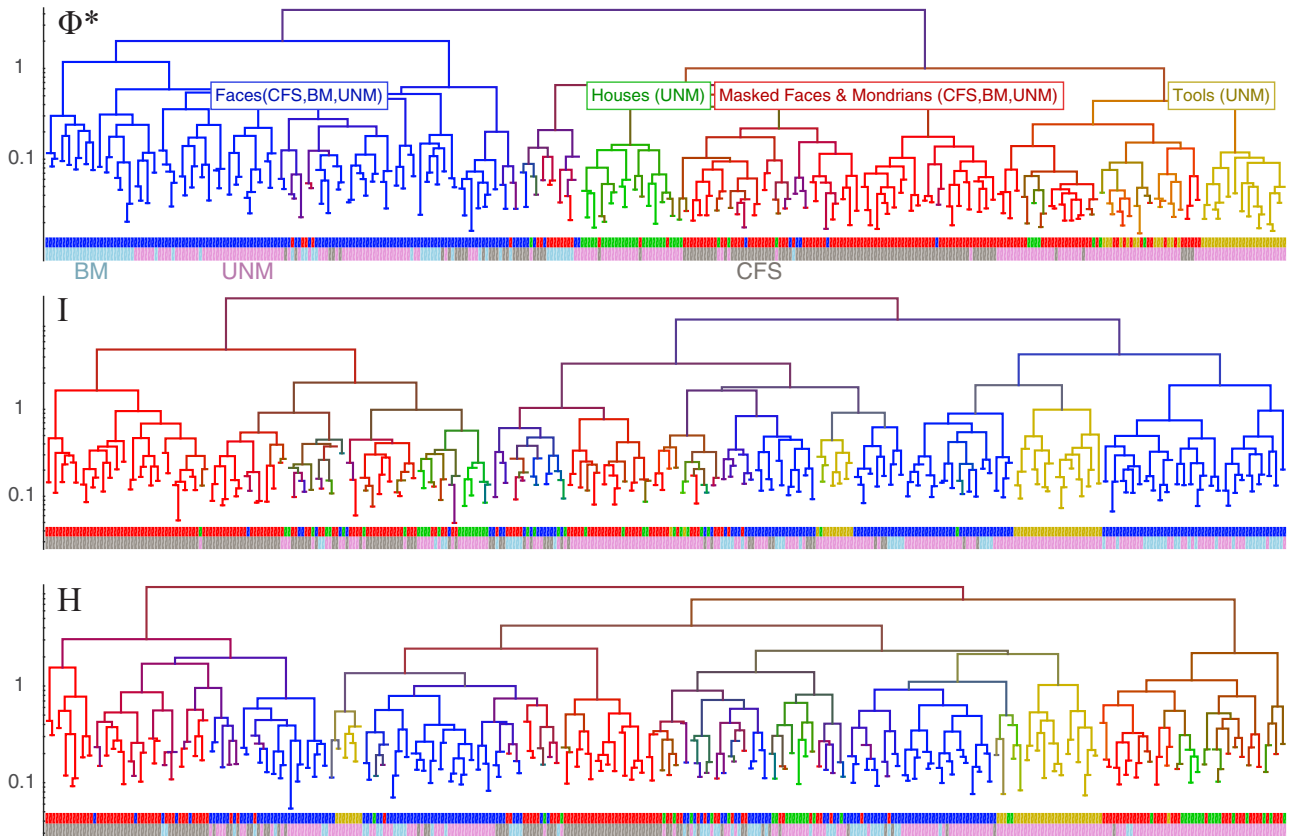 Φ*
1
Faces(CFS,BM,UNM) Houses (UNM) Masked Faces & Mondrians (CFS,BM,UNM) Tools (UNM)
0.1
BM UNM CFS
I
1
0.1
H
1
0.1